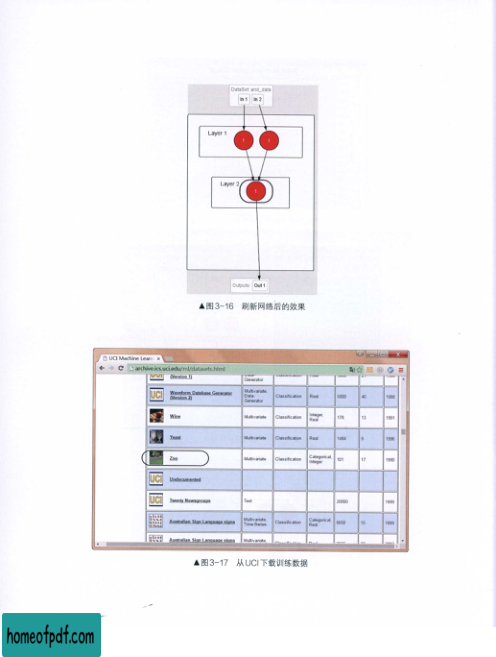 DataSet and_data
In 1 In 2
Layer 1
1 1
Layer 2
1
Outputs: Out 1
▲图3-16 刷新网络后的效果
UCI Machine Learn ×
archive.ics.uci.edu/ml/datasets.html
(Version 1) Generator
UCI Waveform Database Generator (Version 2) Multivariate, Data-Generator Classification Real 5000 40 1988
Wine Multivariate Classification Integer, Real 178 13 1991
Yeast Multivariate Classification Real 1484 8 1996
Zoo Multivariate Classification Categorical, Integer 101 17 1990
UCI Undocumented
UCI Twenty Newsgroups Text 20000 1999
Australian Sign Language signs Multivariate, Time-Series Classification Categorical, Real 6650 15 1999
Australian Sign Language signs Multivariate,
▲图3-17 从UCI下载训练数据
homeofpdf.com